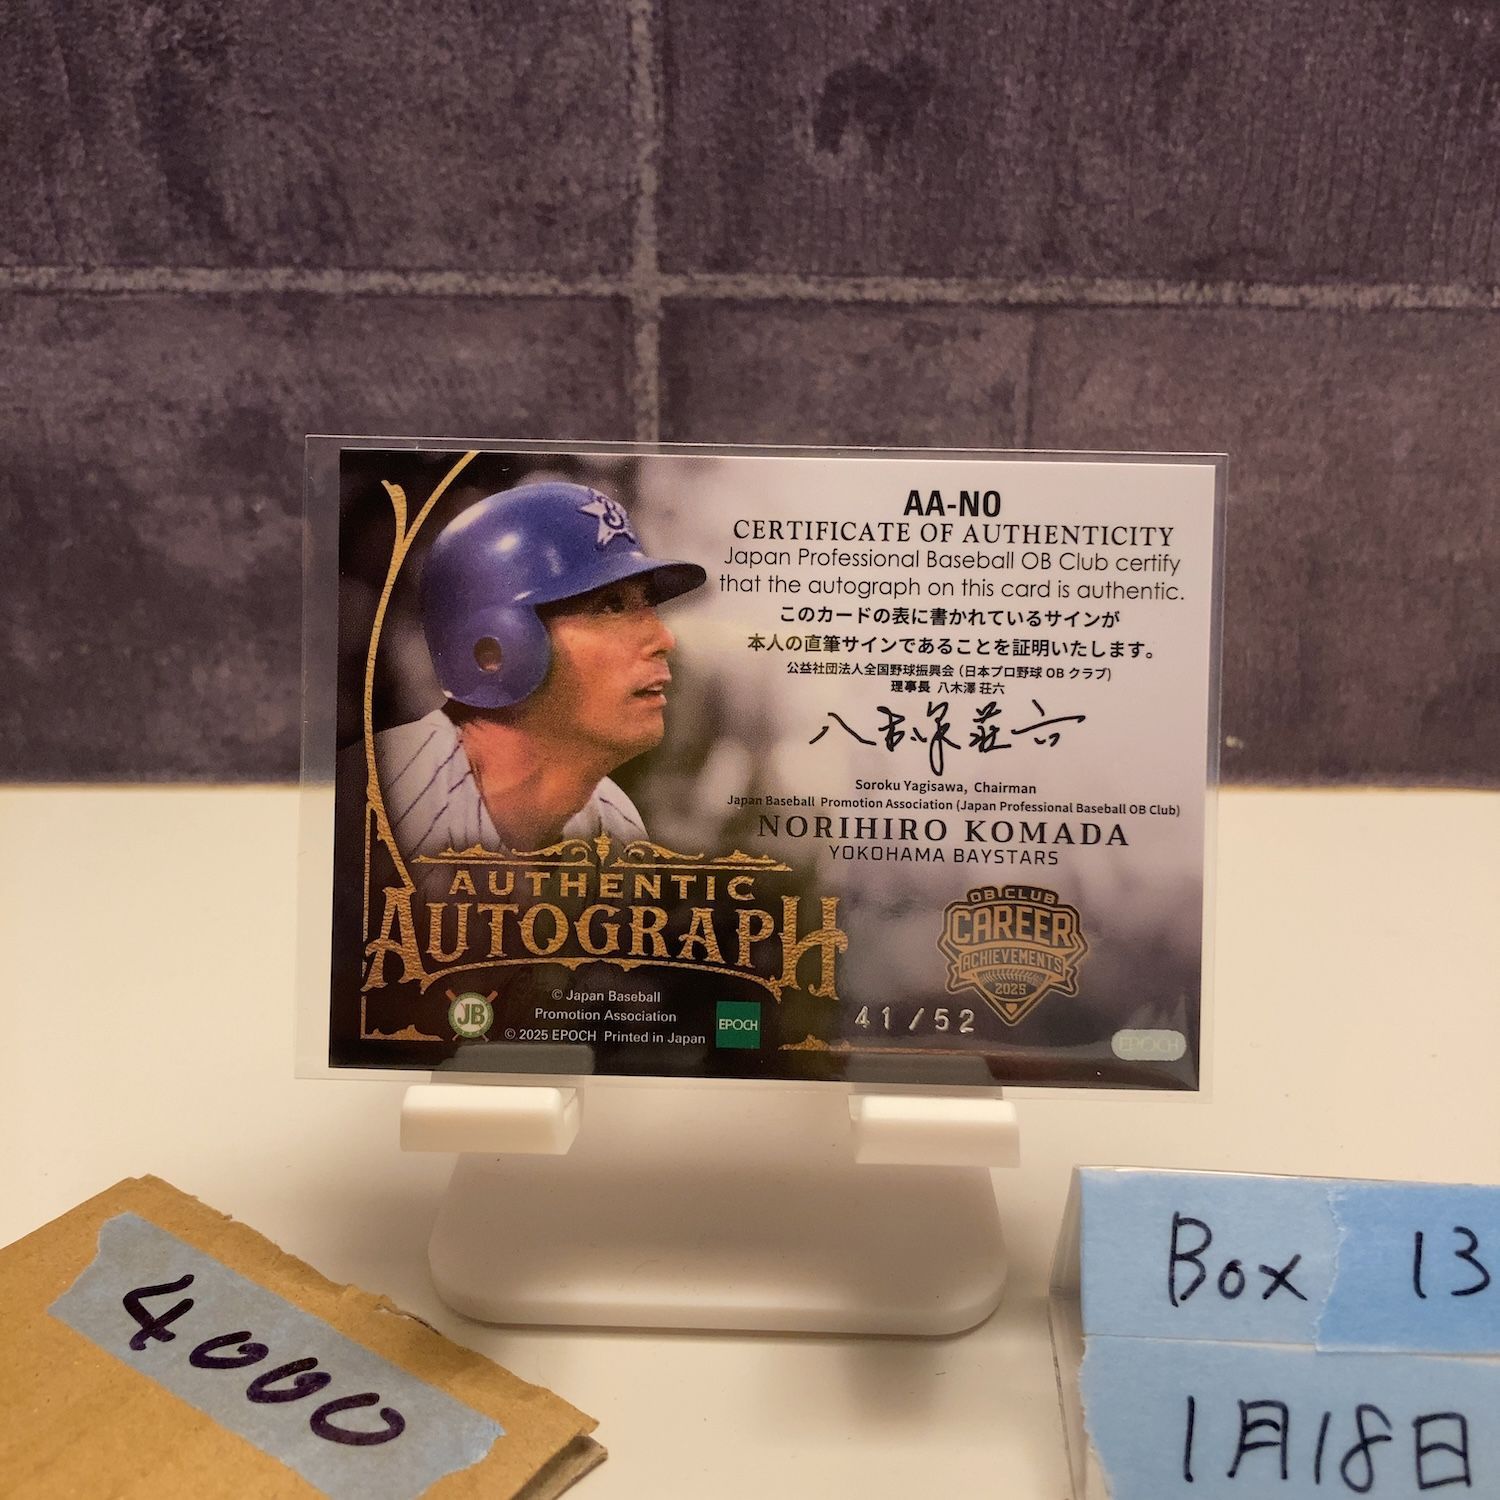 AA-NO
CERTIFICATE OF AUTHENTICITY
Japan Professional Baseball OB Club certify
that the autograph on this card is authentic.
このカードの表に書かれているサインが
本人の直筆サインであることを証明いたします。
公益社団法人全国野球振興会（日本プロ野球 OB クラブ）
理事長 八木澤 荘六
八木澤荘六
Soroku Yagisawa, Chairman
Japan Baseball Promotion Association (Japan Professional Baseball OB Club)
NORIHIRO KOMADA
YOKOHAMA BAYSTARS
AUTHENTIC
AUTOGRAPH
OB CLUB
CAREER
ACHIEVEMENTS
2025
JB
© Japan Baseball
Promotion Association
© 2025 EPOCH Printed in Japan
EPOCH
41/52
EPOCH
4000
Box 13
1月18日